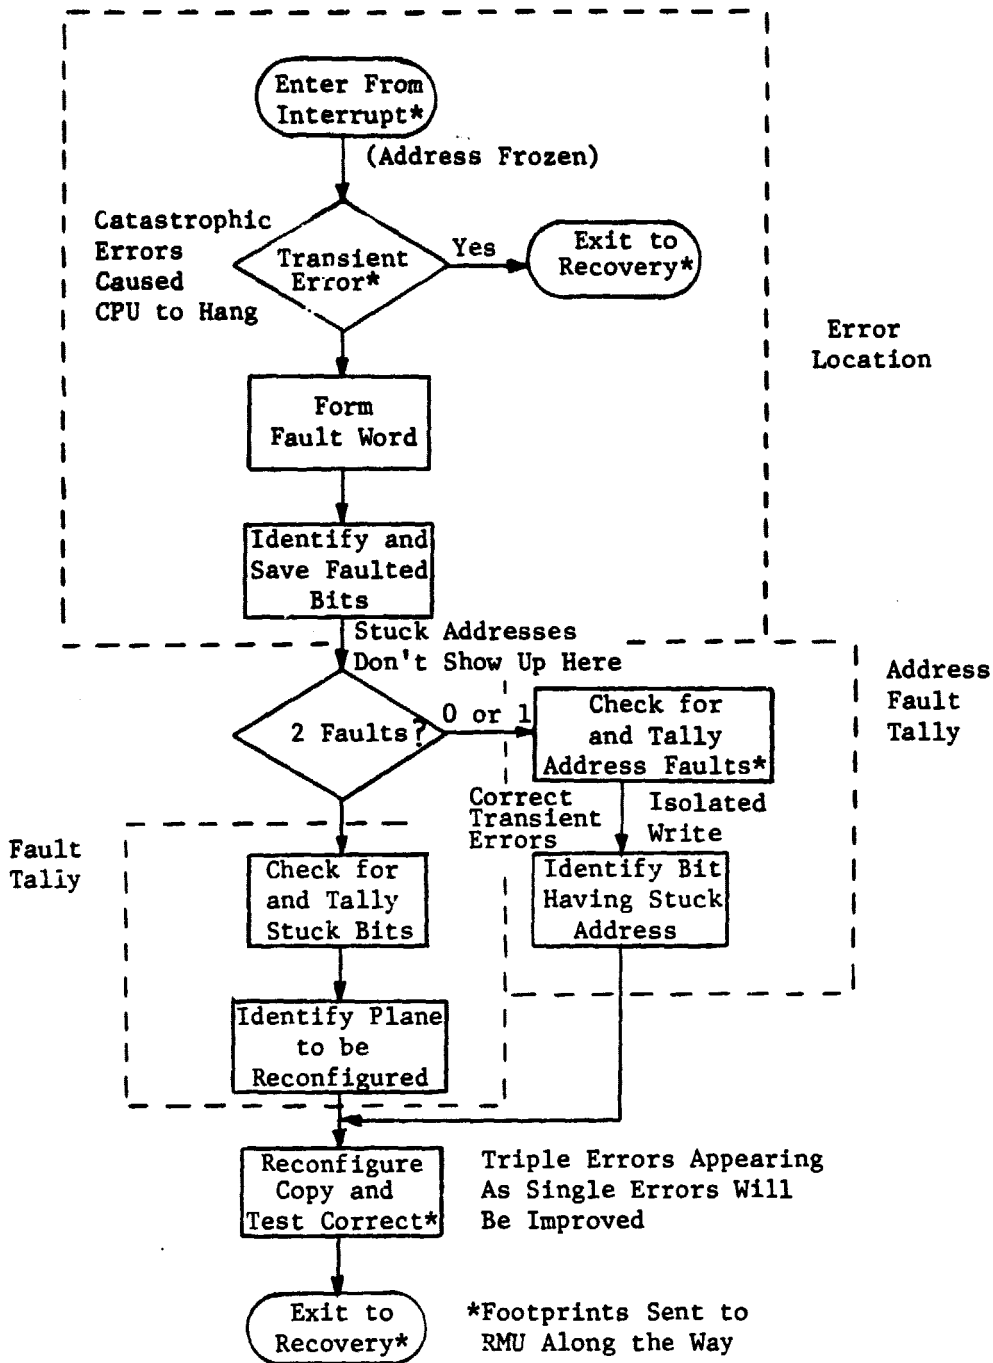 Enter From
Interrupt*
(Address Frozen)
Catastrophic
Errors
Caused
CPU to Hang
Transient
Error*
Yes
Exit to
Recovery*
Error
Location
Form
Fault Word
Identify and
Save Faulted
Bits
Stuck Addresses
Don't Show Up Here
Address
Fault
Tally
2 Faults?
0 or 1
Check for
and Tally
Address Faults*
Correct
Transient
Errors
Isolated
Write
Fault
Tally
Check for
and Tally
Stuck Bits
Identify Bit
Having Stuck
Address
Identify Plane
to be
Reconfigured
Reconfigure
Copy and
Test Correct*
Triple Errors Appearing
As Single Errors Will
Be Improved
Exit to
Recovery*
*Footprints Sent to
RMU Along the Way